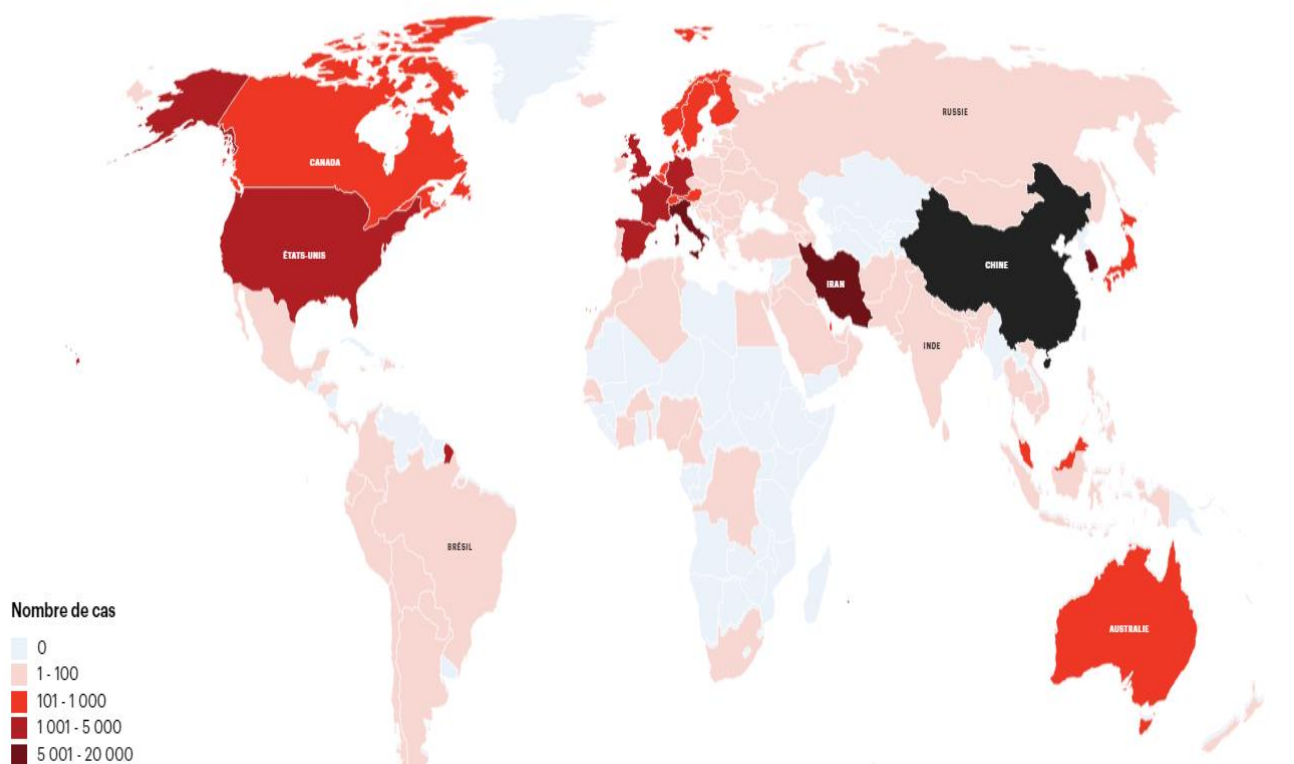 RUSSIE
CANADA
ÉTATS-UNIS
CHINE
IRAN
INDE
BRÉSIL
AUSTRALIE
Nombre de cas
0
1 - 100
101 - 1 000
1 001 - 5 000
5 001 - 20 000